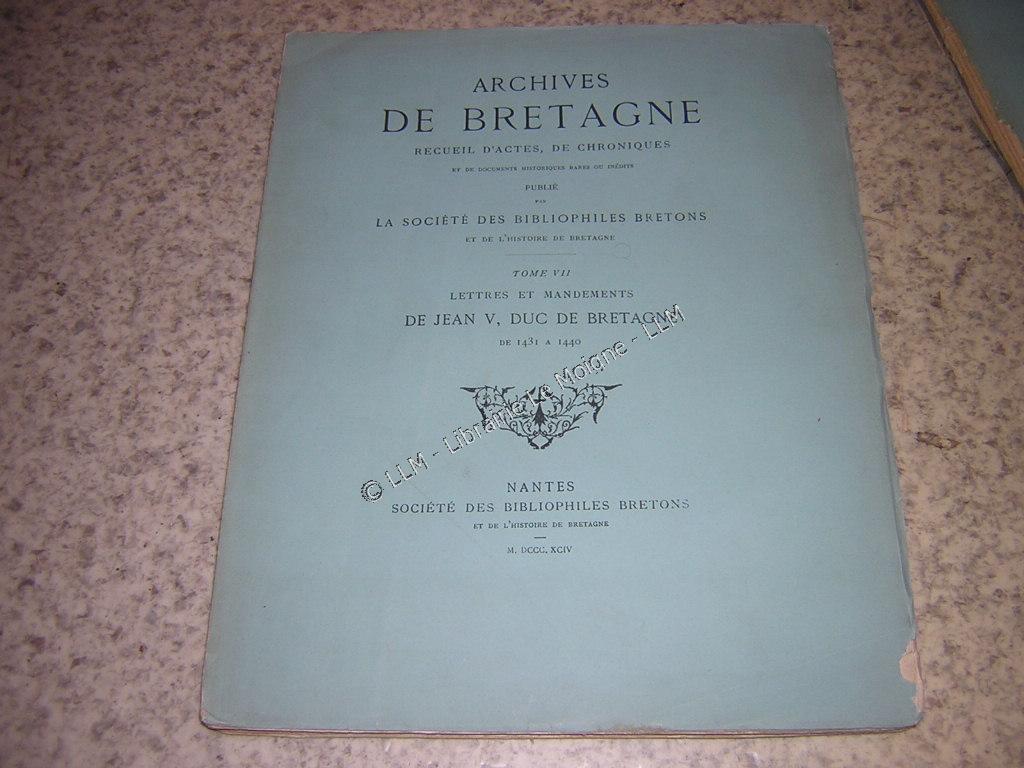 ARCHIVES
DE BRETAGNE
RECUEIL D'ACTES, DE CHRONIQUES
ET DE DOCUMENTS HISTORIQUES RARES OU INÉDITS
PUBLIÉ
PAR
LA SOCIÉTÉ DES BIBLIOPHILES BRETONS
ET DE L'HISTOIRE DE BRETAGNE
TOME VII
LETTRES ET MANDEMENTS
DE JEAN V, DUC DE BRETAGNE
DE 1431 A 1440
© LLM - Librairie Le Moigne - LLM
NANTES
SOCIÉTÉ DES BIBLIOPHILES BRETONS
ET DE L'HISTOIRE DE BRETAGNE
M. DCCC. XCIV